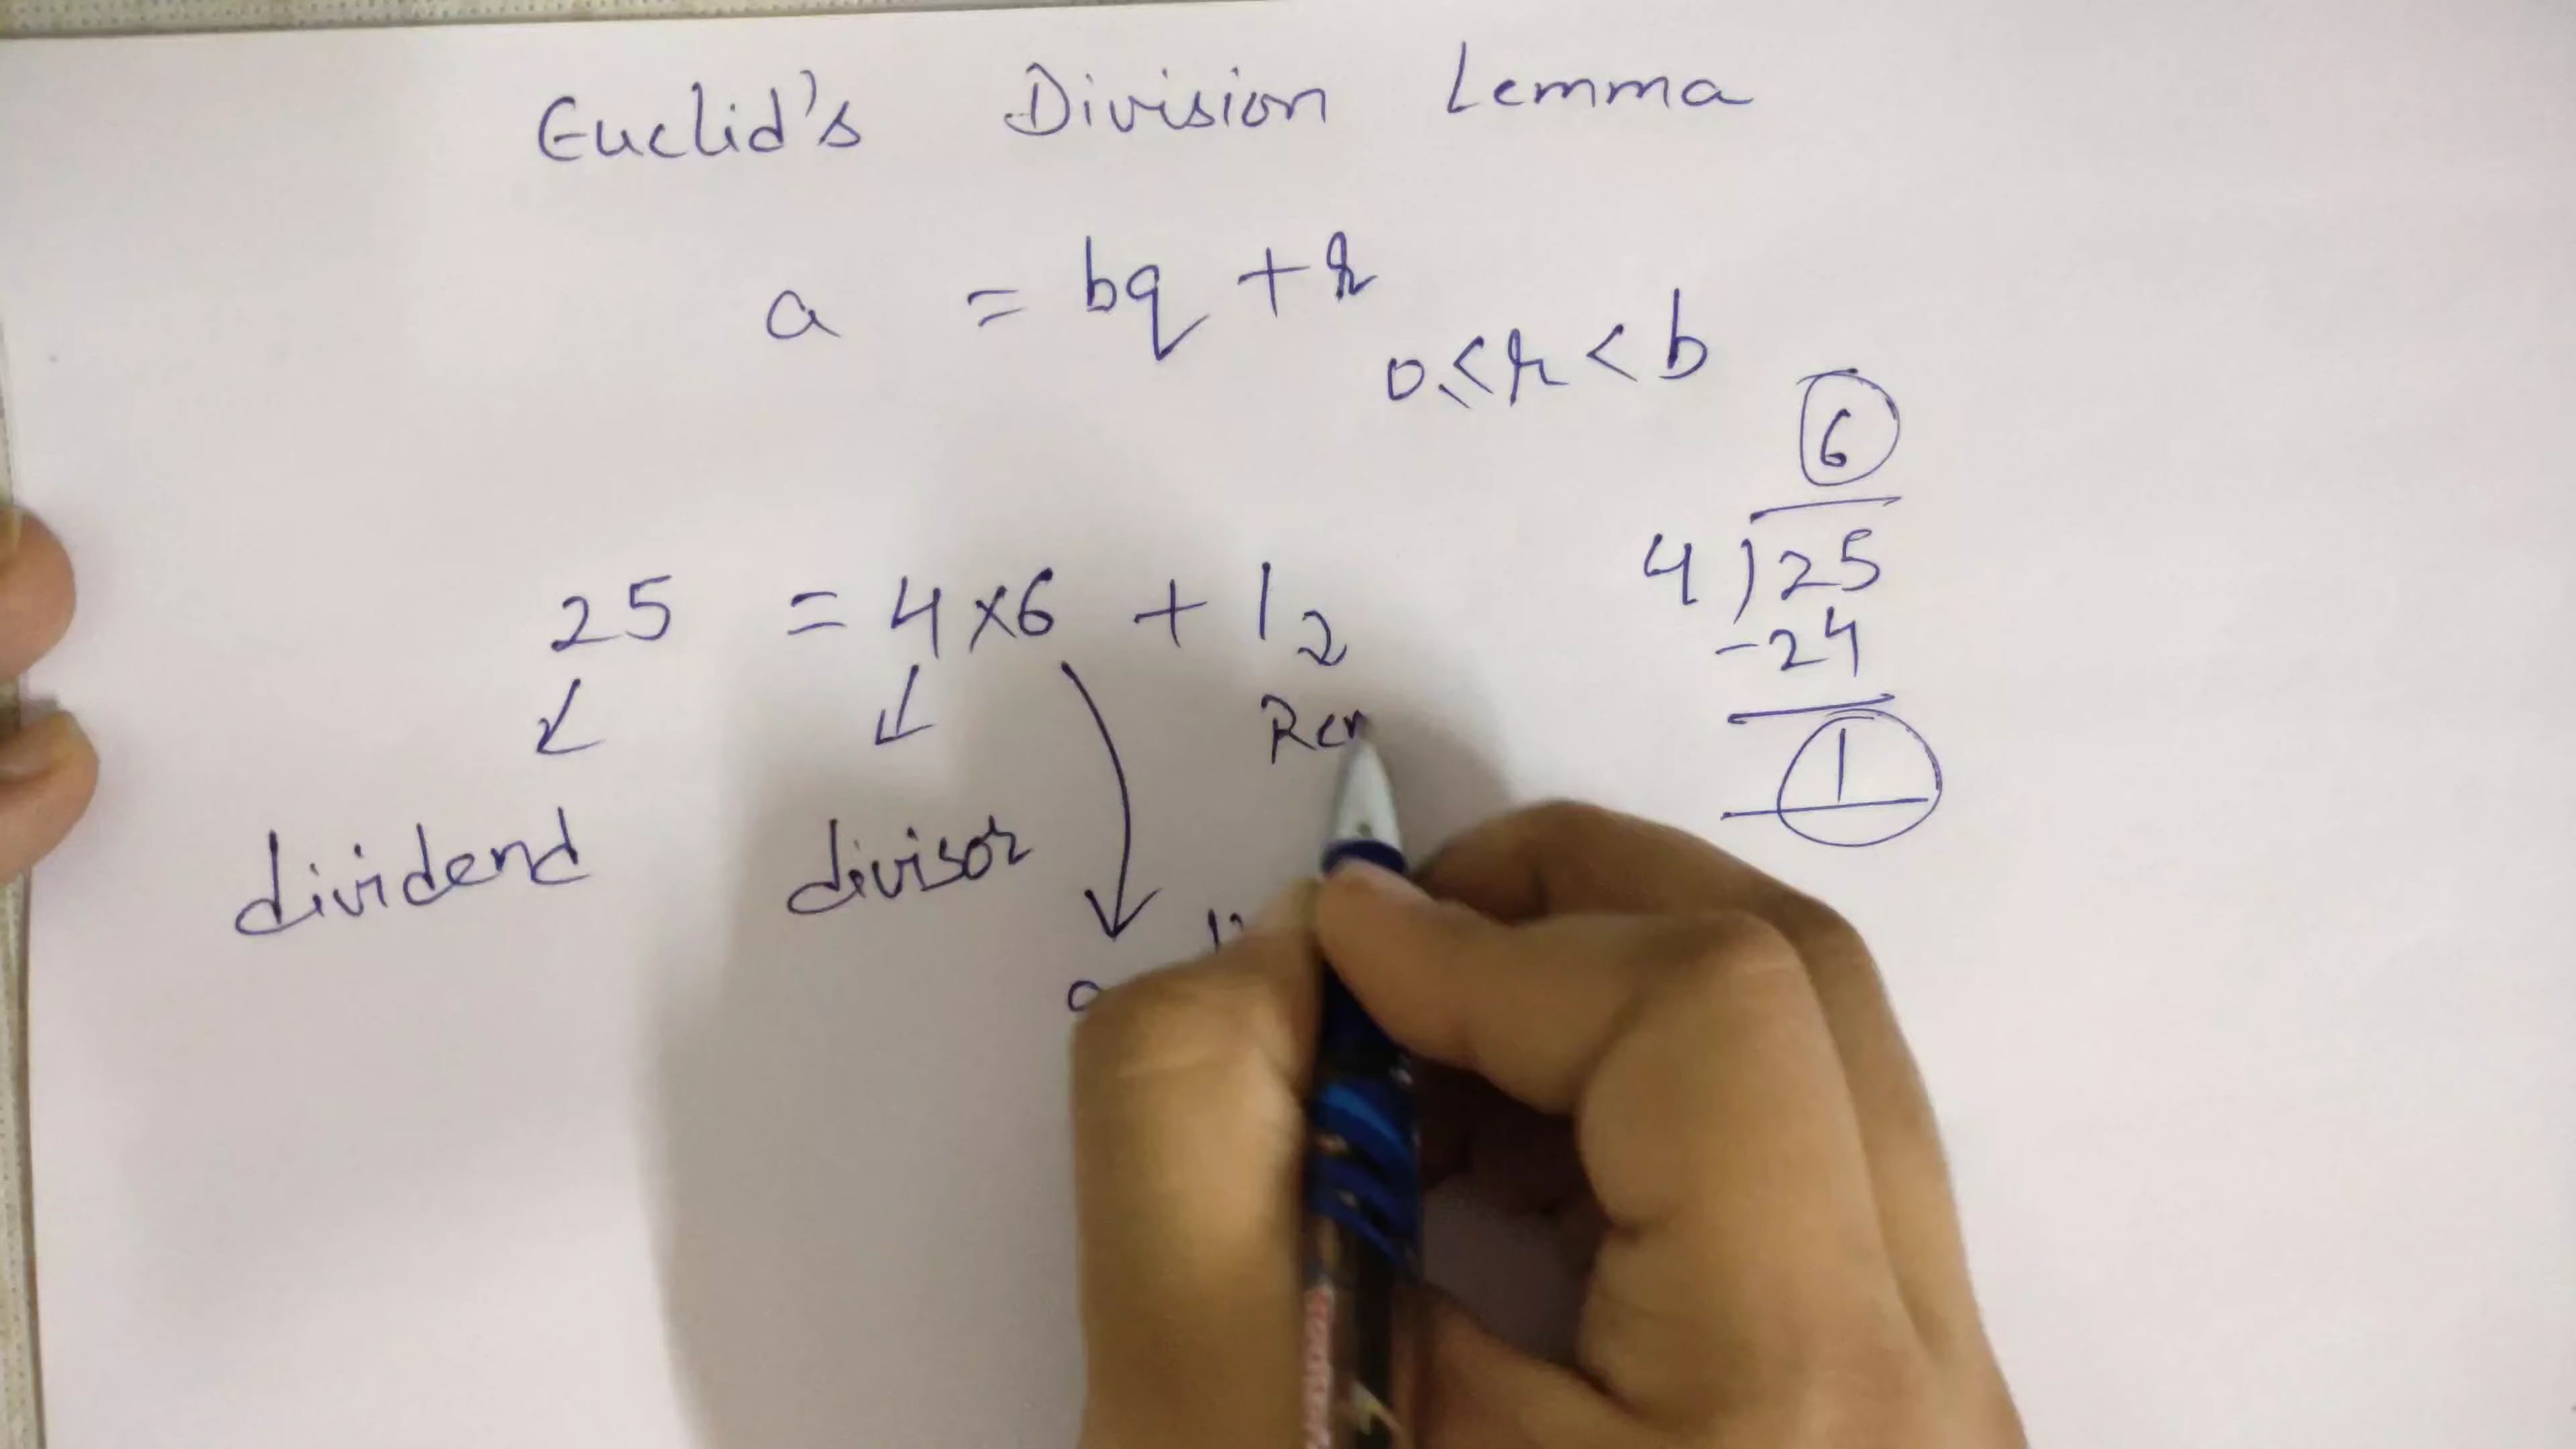 Euclid's Division Lemma
a = bq + r
0 ≤ r < b
6
4 ) 25
- 24
1
25 = 4 × 6 + 1
dividend
divisor